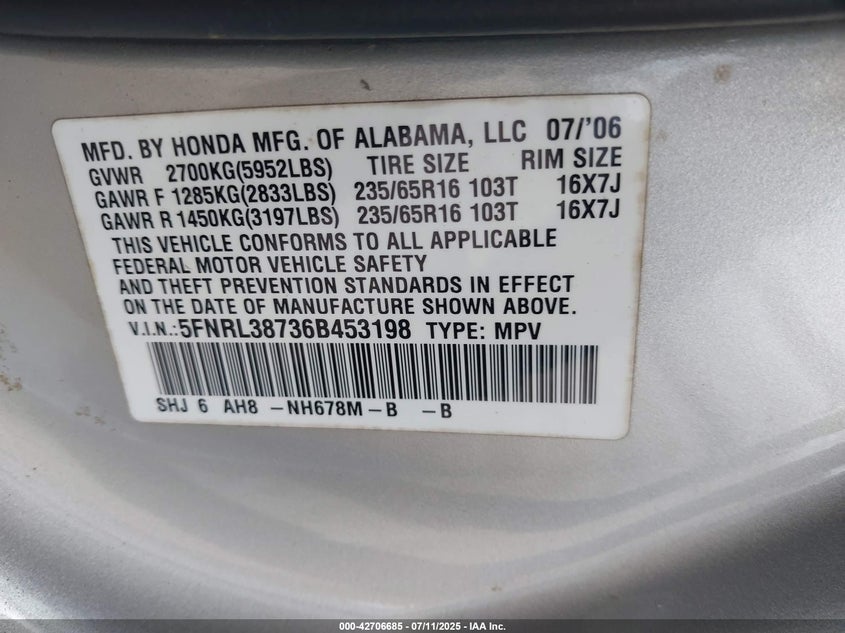 MFD. BY HONDA MFG. OF ALABAMA, LLC 07/'06
GVWR 2700KG(5952LBS) TIRE SIZE RIM SIZE
GAWR F 1285KG(2833LBS) 235/65R16 103T 16X7J
GAWR R 1450KG(3197LBS) 235/65R16 103T 16X7J
THIS VEHICLE CONFORMS TO ALL APPLICABLE
FEDERAL MOTOR VEHICLE SAFETY
AND THEFT PREVENTION STANDARDS IN EFFECT
ON THE DATE OF MANUFACTURE SHOWN ABOVE.
V.I.N.:5FNRL38736B453198 TYPE: MPV
SHJ 6 AH8 -NH678M-B -B
000-42706685 / 07/11/2025 - IAA Inc.